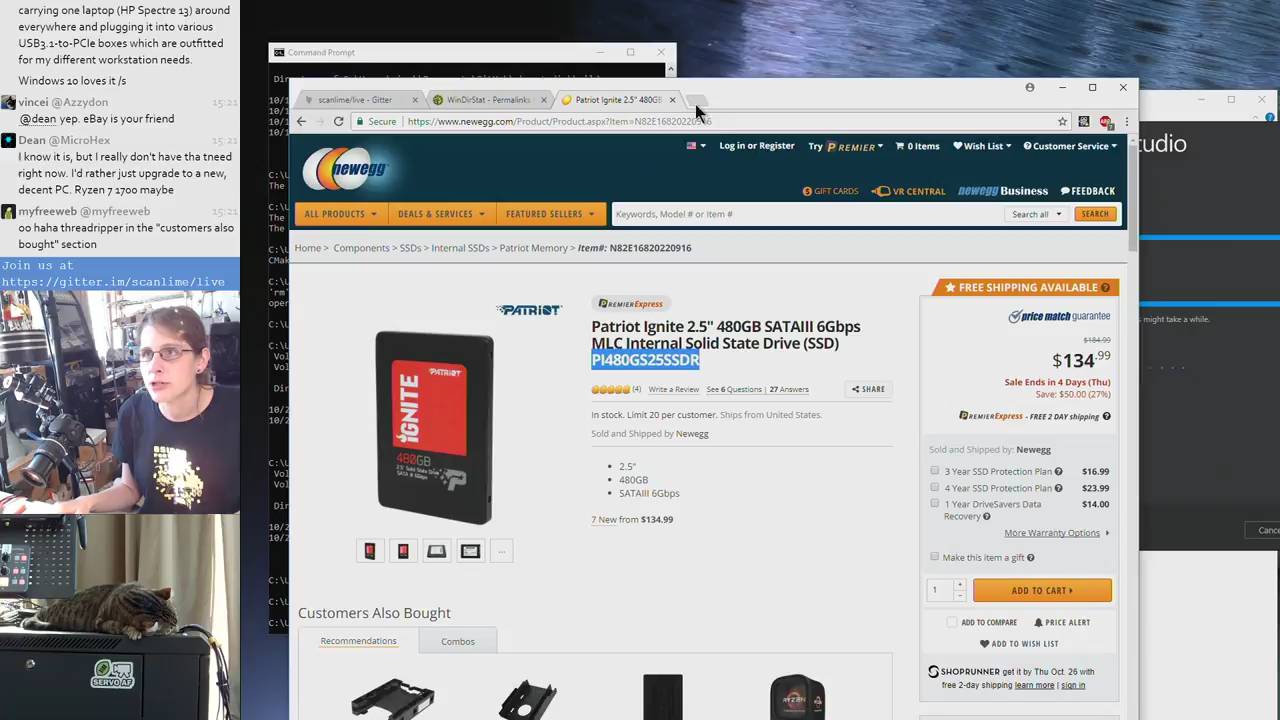 carrying one laptop (HP Spectre 13) around
everywhere and plugging it into various
USB3.1-to-PCIe boxes which are outfitted
for my different workstation needs.
Windows 10 loves it /s
vincei @Azzydon 15:21
@dean yep. eBay is your friend
Dean @MicroHex 15:21
I know it is, but I really don't have tha tneed
right now. I'd rather just upgrade to a new,
decent PC. Ryzen 7 1700 maybe
myfreeweb @myfreeweb 15:21
oo haha threadripper in the "customers also
bought" section
Join us at
https://gitter.im/scanlime/live
SERVO AF
Command Prompt
scanlime/live - Gitter
WinDirStat - Permalinks
Patriot Ignite 2.5" 480GB
Secure
https://www.newegg.com/Product/Product.aspx?Item=N82E16820220916
newegg
Log in or Register
Try PREMIER
0 Items
Wish List
Customer Service
GIFT CARDS
VR CENTRAL
newegg Business
FEEDBACK
ALL PRODUCTS
DEALS & SERVICES
FEATURED SELLERS
Keywords, Model # or Item #
Search all
SEARCH
Home > Components > SSDs > Internal SSDs > Patriot Memory > Item#: N82E16820220916
PATRIOT
PREMIER Express
Patriot Ignite 2.5" 480GB SATAIII 6Gbps
MLC Internal Solid State Drive (SSD)
PI480GS25SSDR
(4) Write a Review See 6 Questions | 27 Answers
SHARE
In stock. Limit 20 per customer. Ships from United States.
Sold and Shipped by Newegg
2.5"
480GB
SATAIII 6Gbps
7 New from $134.99
PATRIOT
IGNITE
480GB
Customers Also Bought
Recommendations
Combos
RYZEN
FREE SHIPPING AVAILABLE
price match guarantee
$184.99
$134.99
Sale Ends in 4 Days (Thu)
Save: $50.00 (27%)
PREMIER Express - FREE 2 DAY shipping
Sold and Shipped by: Newegg
3 Year SSD Protection Plan $16.99
4 Year SSD Protection Plan $23.99
1 Year DriveSavers Data $14.00
Recovery
More Warranty Options
Make this item a gift
1
ADD TO CART
ADD TO COMPARE
PRICE ALERT
ADD TO WISH LIST
SHOPRUNNER get it by Thu Oct. 26 with
free 2-day shipping learn more | sign in
might take a while.